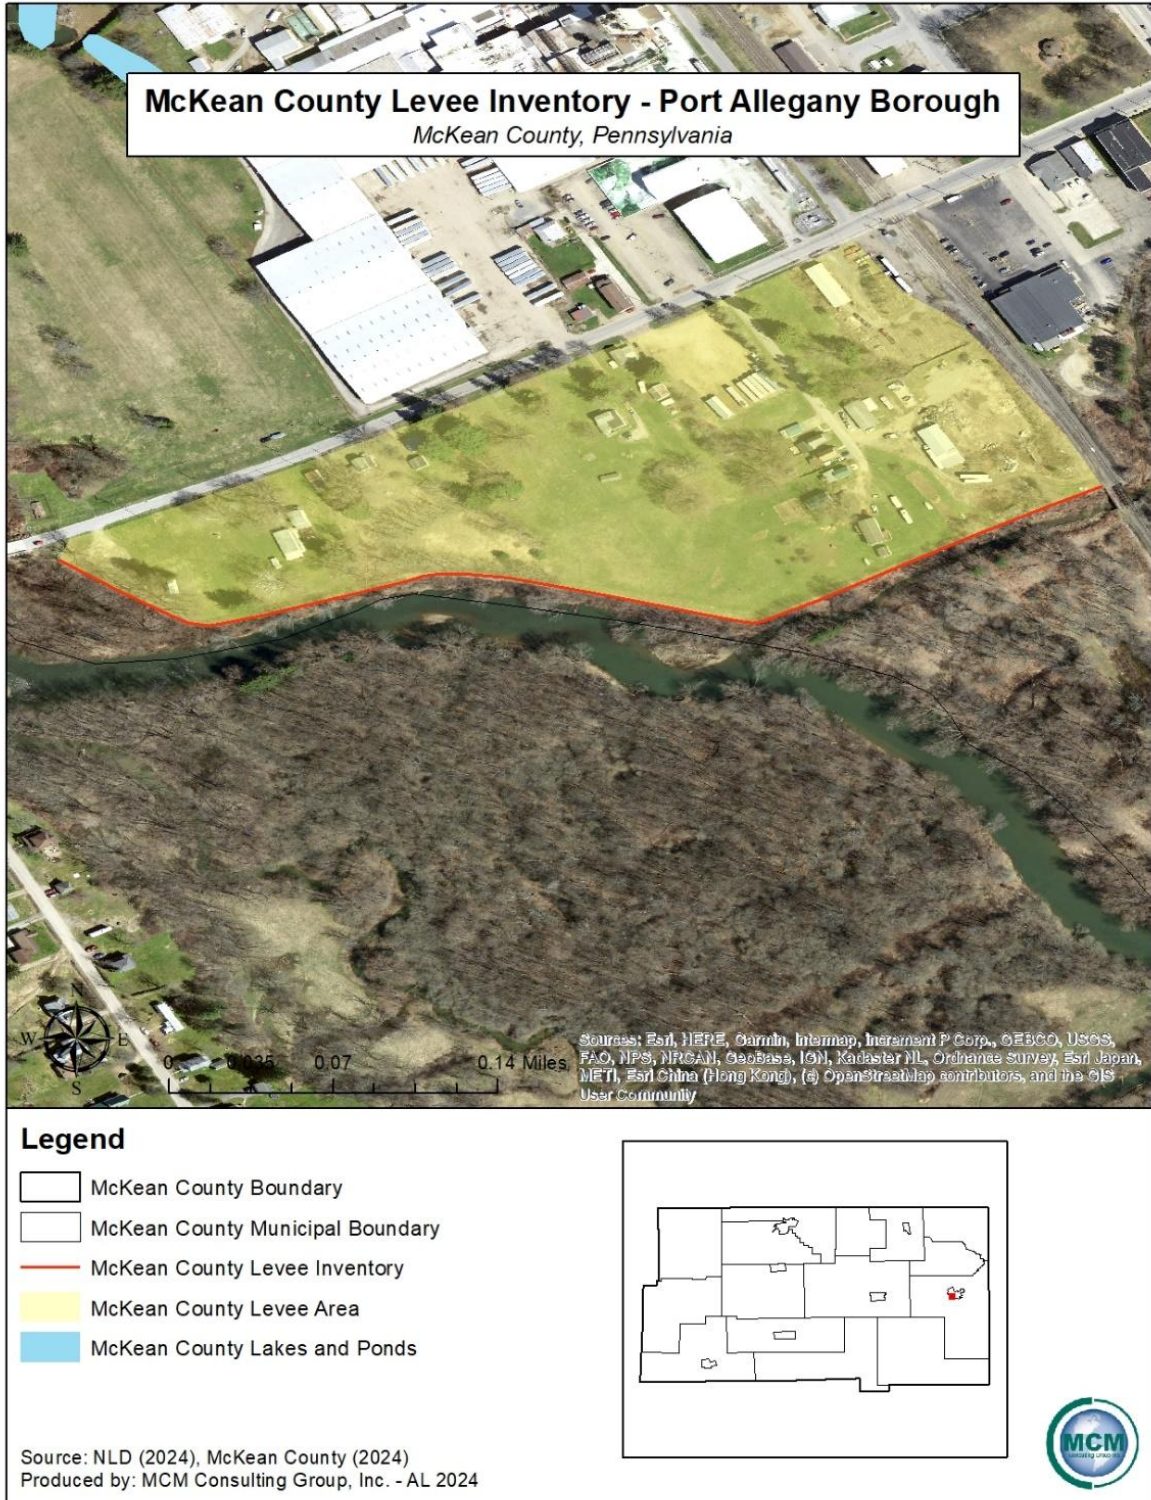 McKean County Levee Inventory - Port Allegany Borough
McKean County, Pennsylvania
N
W E
S
0 0.035 0.07 0.14 Miles
Sources: Esri, HERE, Garmin, Intermap, increment P Corp., GEBCO, USGS,
FAO, NPS, NRCAN, GeoBase, IGN, Kadaster NL, Ordnance Survey, Esri Japan,
METI, Esri China (Hong Kong), (c) OpenStreetMap contributors, and the GIS
User Community
Legend
McKean County Boundary
McKean County Municipal Boundary
McKean County Levee Inventory
McKean County Levee Area
McKean County Lakes and Ponds
Source: NLD (2024), McKean County (2024)
Produced by: MCM Consulting Group, Inc. - AL 2024
MCM